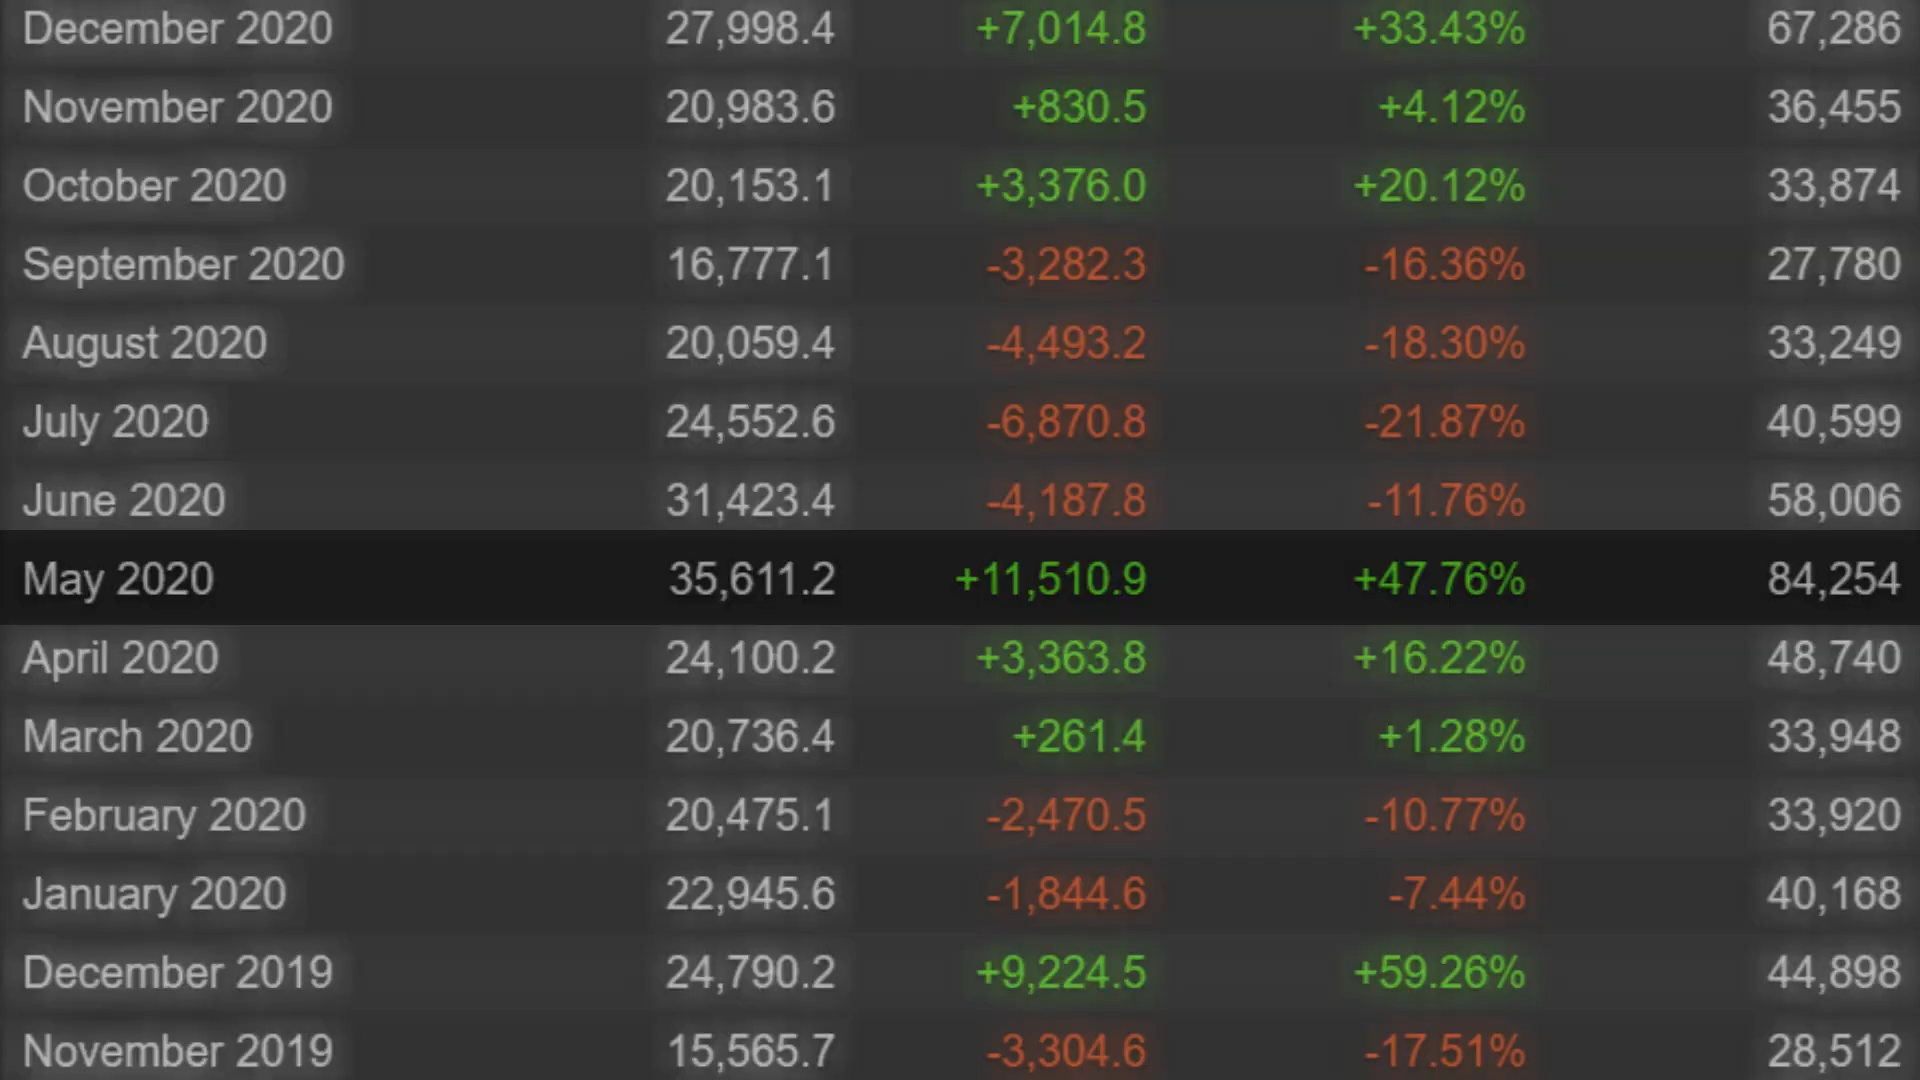 December 2020 27,998.4 +7,014.8 +33.43% 67,286
November 2020 20,983.6 +830.5 +4.12% 36,455
October 2020 20,153.1 +3,376.0 +20.12% 33,874
September 2020 16,777.1 -3,282.3 -16.36% 27,780
August 2020 20,059.4 -4,493.2 -18.30% 33,249
July 2020 24,552.6 -6,870.8 -21.87% 40,599
June 2020 31,423.4 -4,187.8 -11.76% 58,006
May 2020 35,611.2 +11,510.9 +47.76% 84,254
April 2020 24,100.2 +3,363.8 +16.22% 48,740
March 2020 20,736.4 +261.4 +1.28% 33,948
February 2020 20,475.1 -2,470.5 -10.77% 33,920
January 2020 22,945.6 -1,844.6 -7.44% 40,168
December 2019 24,790.2 +9,224.5 +59.26% 44,898
November 2019 15,565.7 -3,304.6 -17.51% 28,512